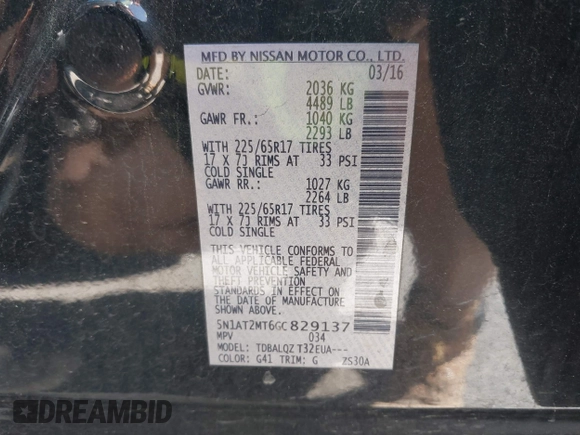 MFD BY NISSAN MOTOR CO., LTD.
DATE: 03/16
GVWR: 2036 KG
4489 LB
GAWR FR.: 1040 KG
2293 LB
WITH 225/65R17 TIRES
17 X 7J RIMS AT 33 PSI
COLD SINGLE
GAWR RR.: 1027 KG
2264 LB
WITH 225/65R17 TIRES
17 X 7J RIMS AT 33 PSI
COLD SINGLE
THIS VEHICLE CONFORMS TO
ALL APPLICABLE FEDERAL
MOTOR VEHICLE SAFETY AND
THEFT PREVENTION
STANDARDS IN EFFECT ON
THE DATE OF MANUFACTURE
SHOWN ABOVE.
5N1AT2MT6GC829137
MPV 034
MODEL: TDBALQZ T32EUA---
COLOR: G41 TRIM: G ZS30A
DREAMBID